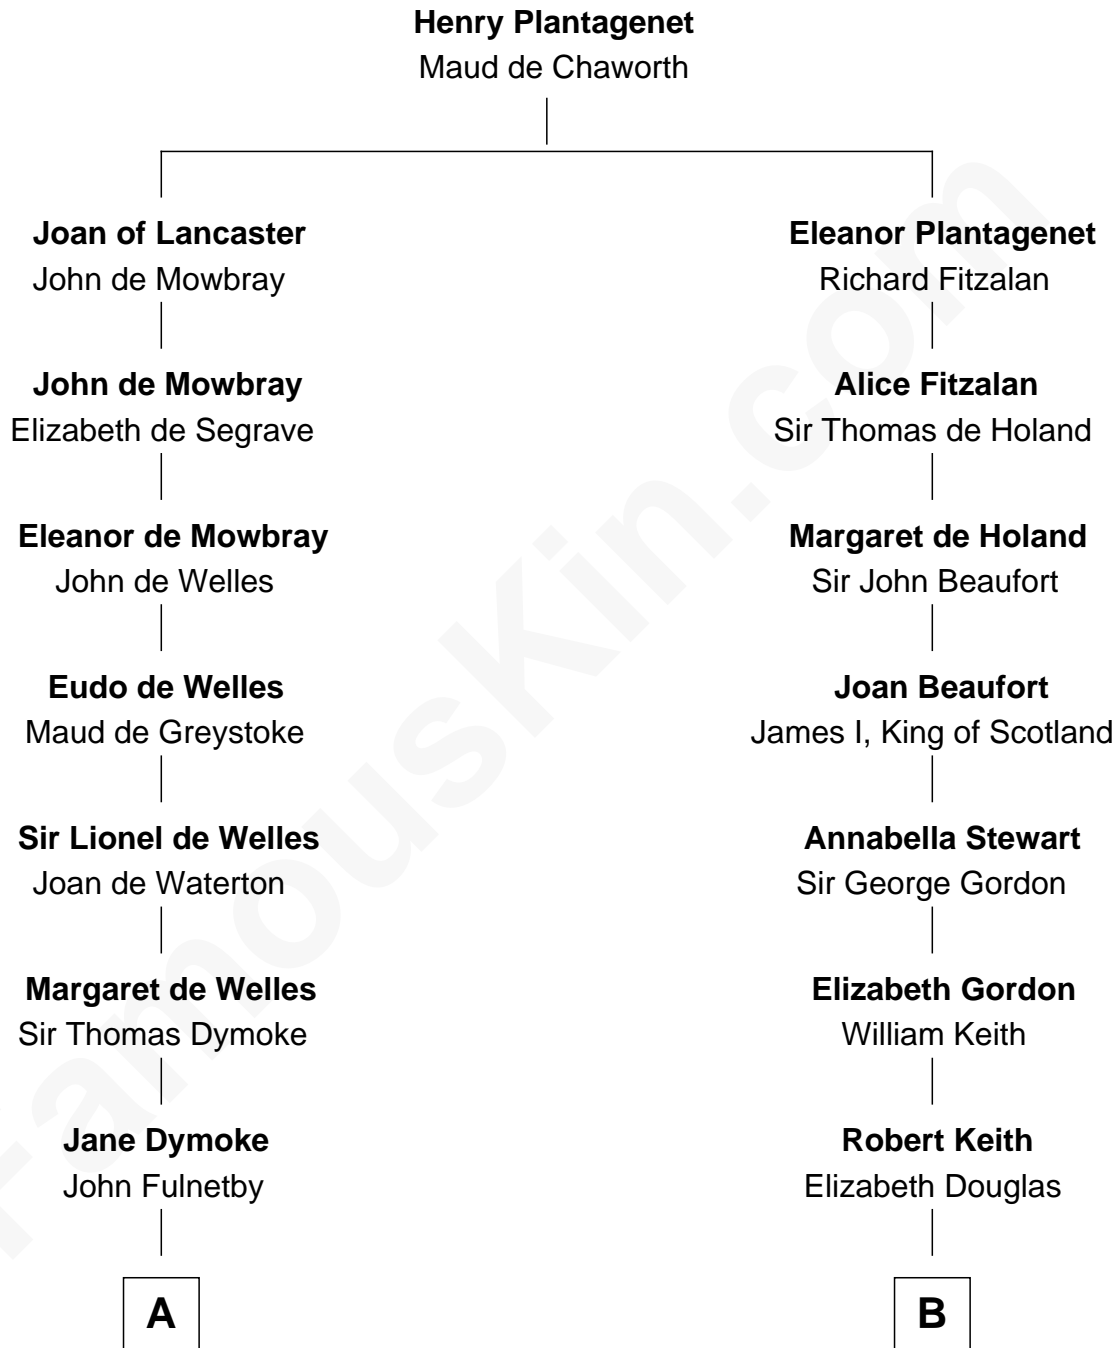 Henry Plantagenet
Maud de Chaworth
Joan of Lancaster
John de Mowbray
John de Mowbray
Elizabeth de Segrave
Eleanor de Mowbray
John de Welles
Eudo de Welles
Maud de Greystoke
Sir Lionel de Welles
Joan de Waterton
Margaret de Welles
Sir Thomas Dymoke
Jane Dymoke
John Fulnetby
A
Eleanor Plantagenet
Richard Fitzalan
Alice Fitzalan
Sir Thomas de Holand
Margaret de Holand
Sir John Beaufort
Joan Beaufort
James I, King of Scotland
Annabella Stewart
Sir George Gordon
Elizabeth Gordon
William Keith
Robert Keith
Elizabeth Douglas
B
FamousKin.com